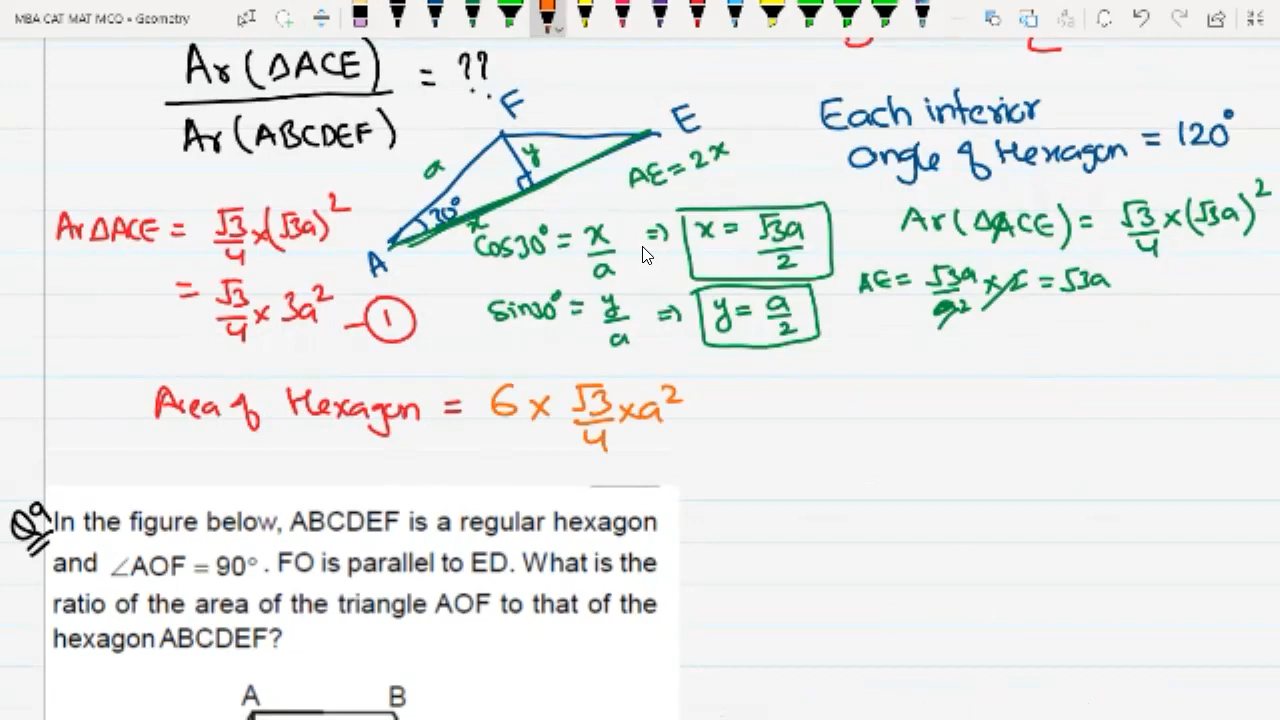 MBA CAT MAT MCQ - Geometry
Ar(ΔACE) / Ar(ABCDEF) = ??
F
E
A
a
y
x
30°
AE=2x
Each interior
angle of Hexagon = 120°
Ar ΔACE = √3/4 × (√3a)²
= √3/4 × 3a² —①
Cos30° = x/a ⇒ x = √3a/2
Sin30° = y/a ⇒ y = a/2
Ar(ΔACE) = √3/4 × (√3a)²
AE = √3a/2 × 2 = √3a
Area of Hexagon = 6 × √3/4 × a²
Q9
In the figure below, ABCDEF is a regular hexagon
and ∠AOF = 90°. FO is parallel to ED. What is the
ratio of the area of the triangle AOF to that of the
hexagon ABCDEF?
A B